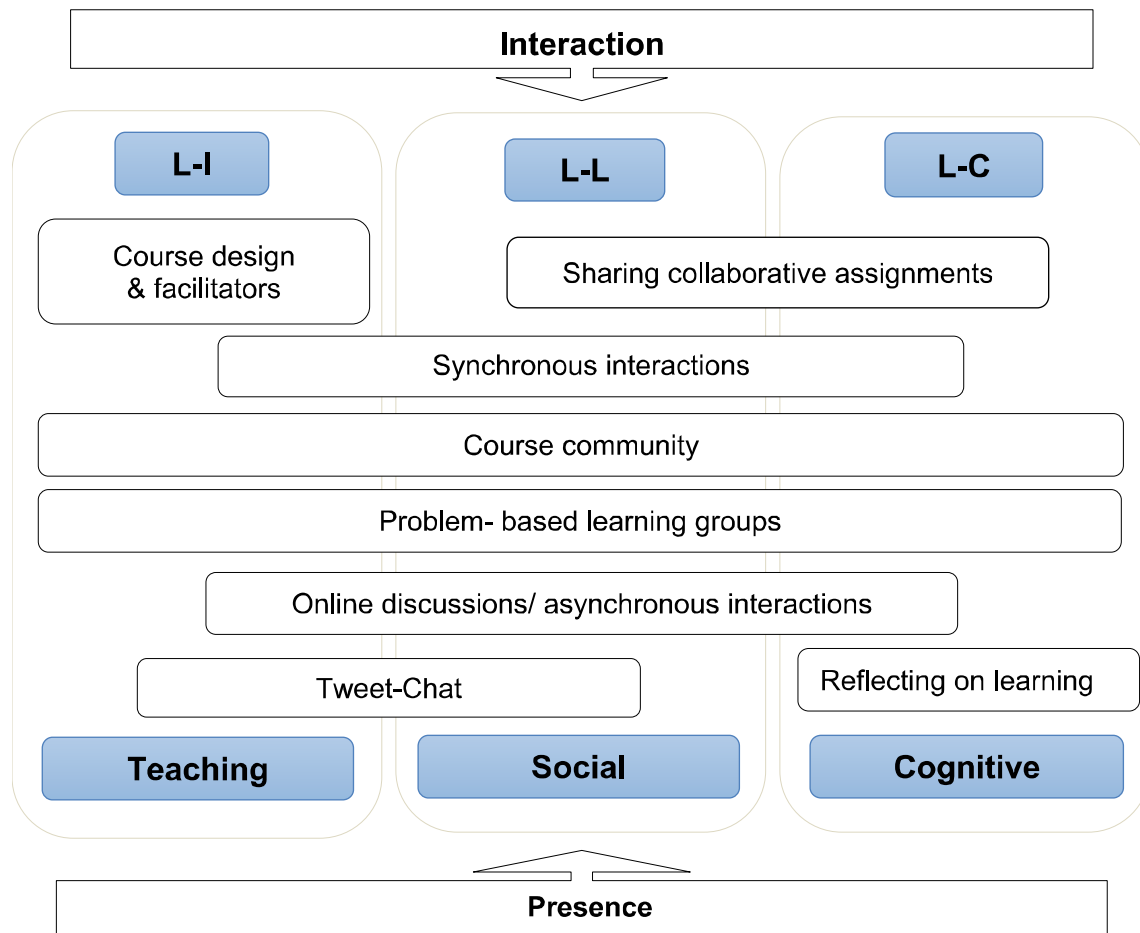 Interaction
L-I
L-L
L-C
Course design
& facilitators
Sharing collaborative assignments
Synchronous interactions
Course community
Problem- based learning groups
Online discussions/ asynchronous interactions
Tweet-Chat
Reflecting on learning
Teaching
Social
Cognitive
Presence